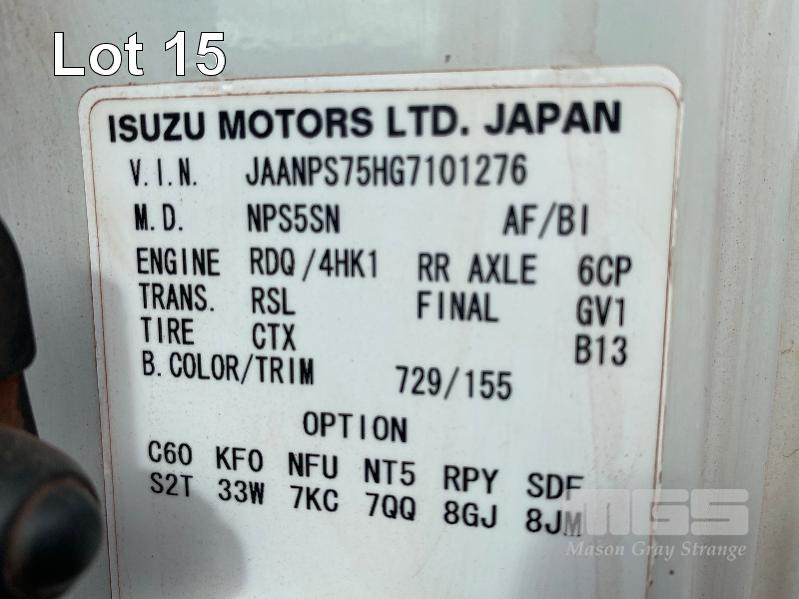 Lot 15
ISUZU MOTORS LTD. JAPAN
V.I.N. JAANPS75HG7101276
M.D. NPS5SN AF/BI
ENGINE RDQ/4HK1 RR AXLE 6CP
TRANS. RSL FINAL GV1
TIRE CTX B13
B.COLOR/TRIM 729/155
OPTION
C60 KFO NFU NT5 RPY SDF
S2T 33W 7KC 7QQ 8GJ 8JM
MGS
Mason Gray Strange